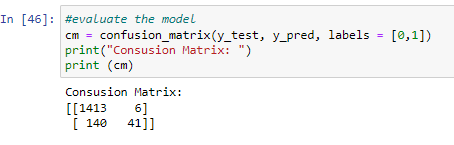 In [46]:
#evaluate the model
cm = confusion_matrix(y_test, y_pred, labels = [0,1])
print("Consusion Matrix: ")
print (cm)
Consusion Matrix:
[[1413    6]
 [ 140   41]]